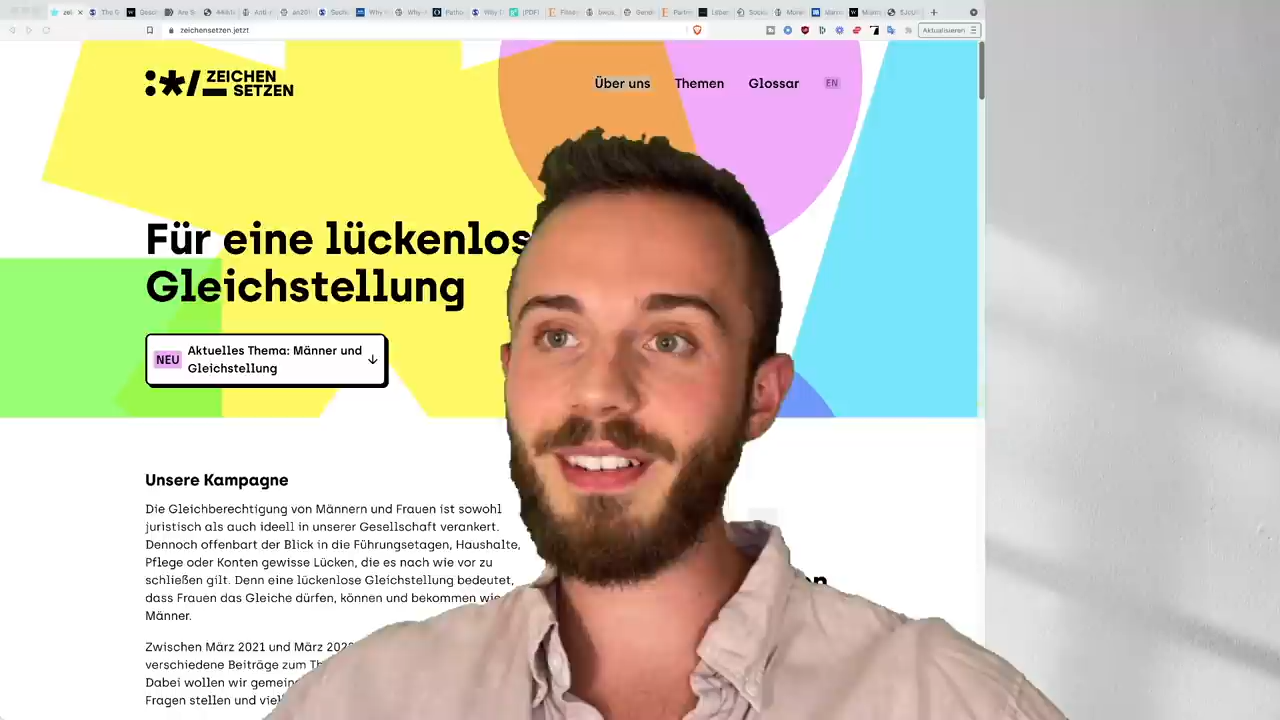 zeichensetzen.jetzt
Aktualisieren
ZEICHEN
SETZEN
Über uns
Themen
Glossar
EN
Für eine lückenlos
Gleichstellung
NEU
Aktuelles Thema: Männer und
Gleichstellung
Unsere Kampagne
Die Gleichberechtigung von Männern und Frauen ist sowohl
juristisch als auch ideell in unserer Gesellschaft verankert.
Dennoch offenbart der Blick in die Führungsetagen, Haushalte,
Pflege oder Konten gewisse Lücken, die es nach wie vor zu
schließen gilt. Denn eine lückenlose Gleichstellung bedeutet,
dass Frauen das Gleiche dürfen, können und bekommen wie
Männer.
Zwischen März 2021 und März 202
verschiedene Beiträge zum
Dabei wollen wir
Fragen stellen und